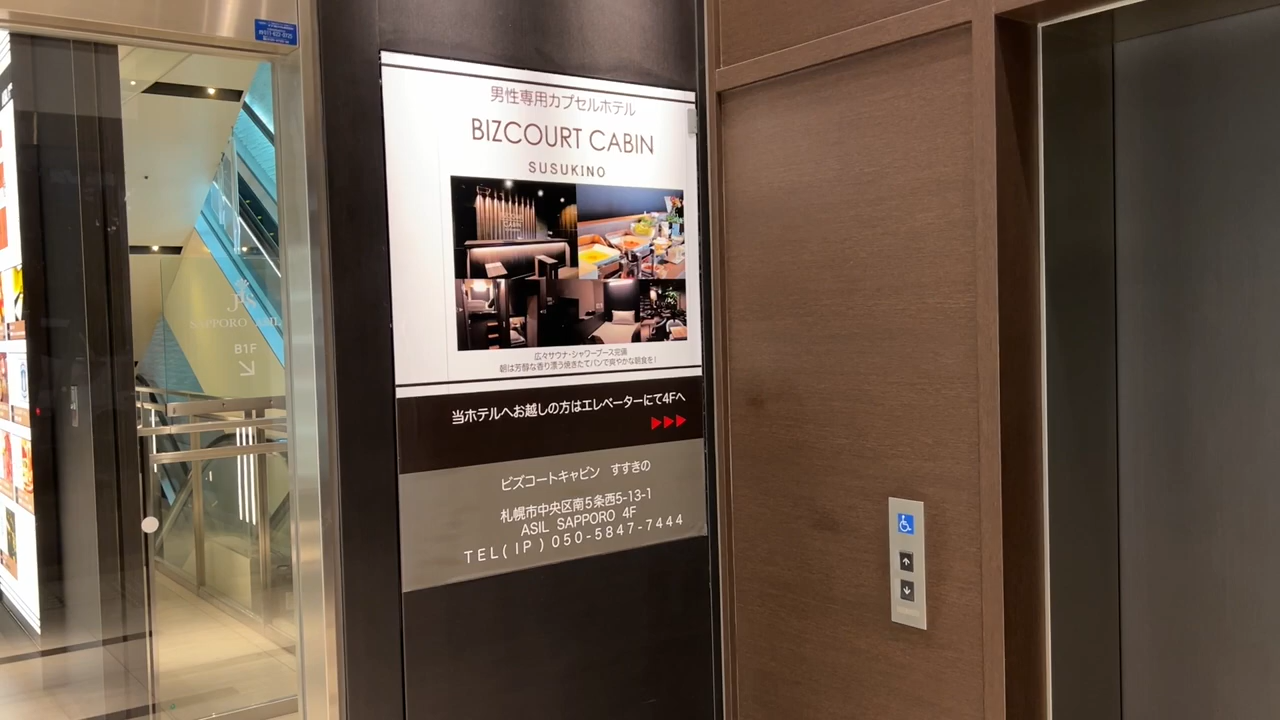 男性専用カプセルホテル
BIZCOURT CABIN
SUSUKINO
広々サウナ・シャワーブース完備
朝は芳醇な香り漂う焼きたてパンで爽やかな朝食を!
当ホテルへお越しの方はエレベーターにて4Fへ
ビズコートキャビン すすきの
札幌市中央区南5条西5-13-1
ASIL SAPPORO 4F
TEL(IP)050-5847-7444
SAPPORO ASIL
B1F